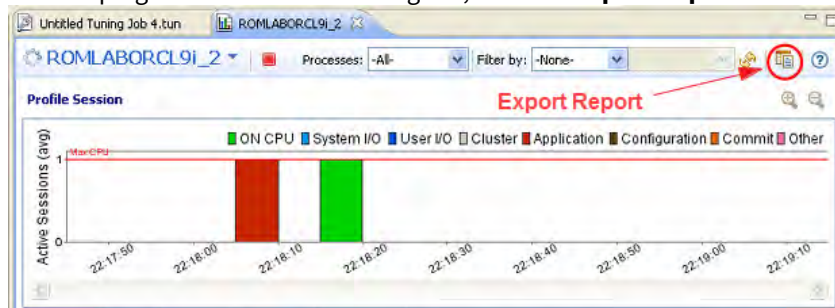 Untitled Tuning Job 4.tun ROMLABORCL9i_2
ROMLABORCL9i_2 Processes: -All- Filter by: -None-
Export Report
Profile Session
ON CPU System I/O User I/O Cluster Application Configuration Commit Other
Max CPU
Active Sessions (avg)
1
0
22:17:50 22:18:00 22:18:10 22:18:20 22:18:30 22:18:40 22:18:50 22:19:00 22:19:10